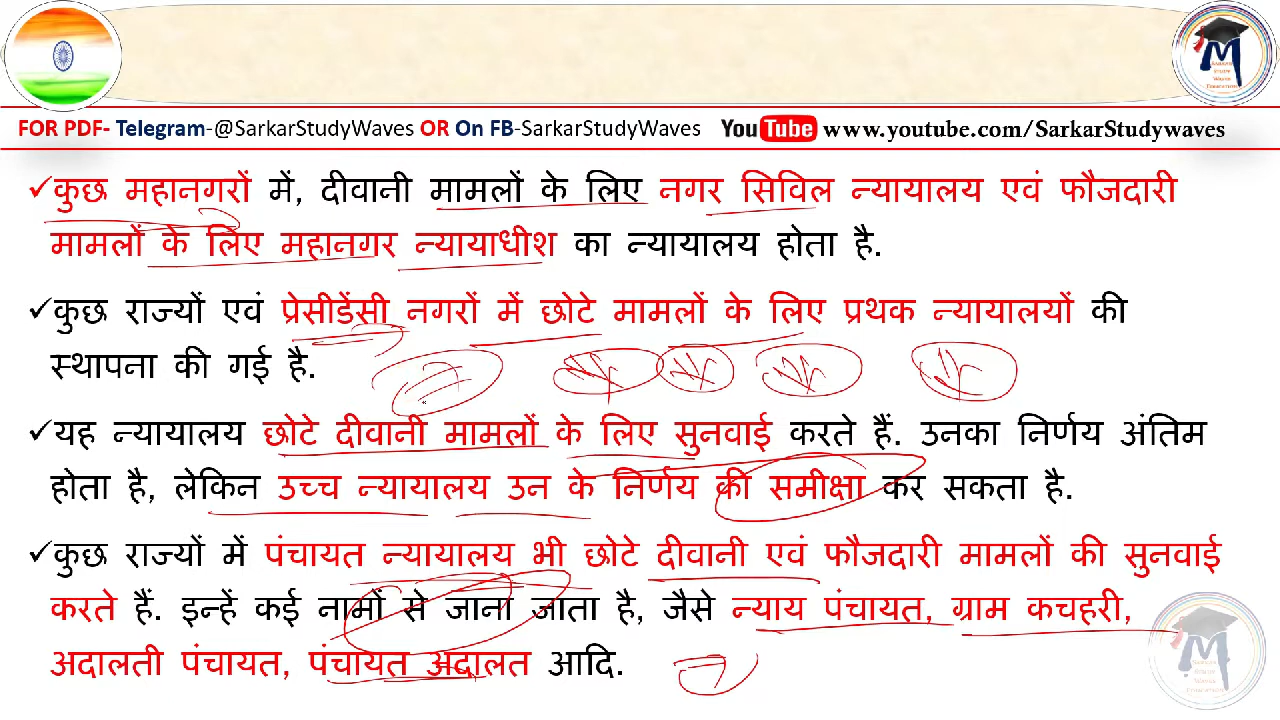 FOR PDF- Telegram-@SarkarStudyWaves OR On FB-SarkarStudyWaves YouTube www.youtube.com/SarkarStudywaves
✓कुछ महानगरों में, दीवानी मामलों के लिए नगर सिविल न्यायालय एवं फौजदारी
मामलों के लिए महानगर न्यायाधीश का न्यायालय होता है.
✓कुछ राज्यों एवं प्रेसीडेंसी नगरों में छोटे मामलों के लिए प्रथक न्यायालयों की
स्थापना की गई है.
✓यह न्यायालय छोटे दीवानी मामलों के लिए सुनवाई करते हैं. उनका निर्णय अंतिम
होता है, लेकिन उच्च न्यायालय उन के निर्णय की समीक्षा कर सकता है.
✓कुछ राज्यों में पंचायत न्यायालय भी छोटे दीवानी एवं फौजदारी मामलों की सुनवाई
करते हैं. इन्हें कई नामों से जाना जाता है, जैसे न्याय पंचायत, ग्राम कचहरी,
अदालती पंचायत, पंचायत अदालत आदि.